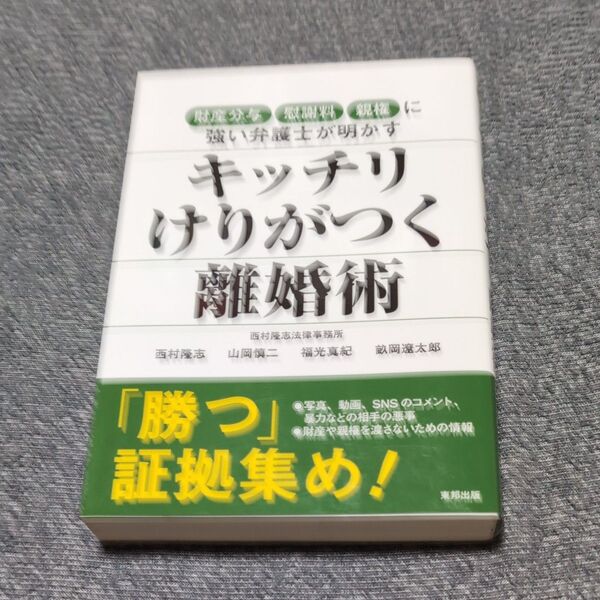 財産分与 慰謝料 親権 に
強い弁護士が明かす
キッチリ
けりがつく
離婚術
西村隆志法律事務所
西村隆志 山岡慎二 福光真紀 畝岡遼太郎
「勝つ」
証拠集め!
●写真、動画、SNSのコメント、
暴力などの相手の悪事
●財産や親権を渡さないための情報
東邦出版